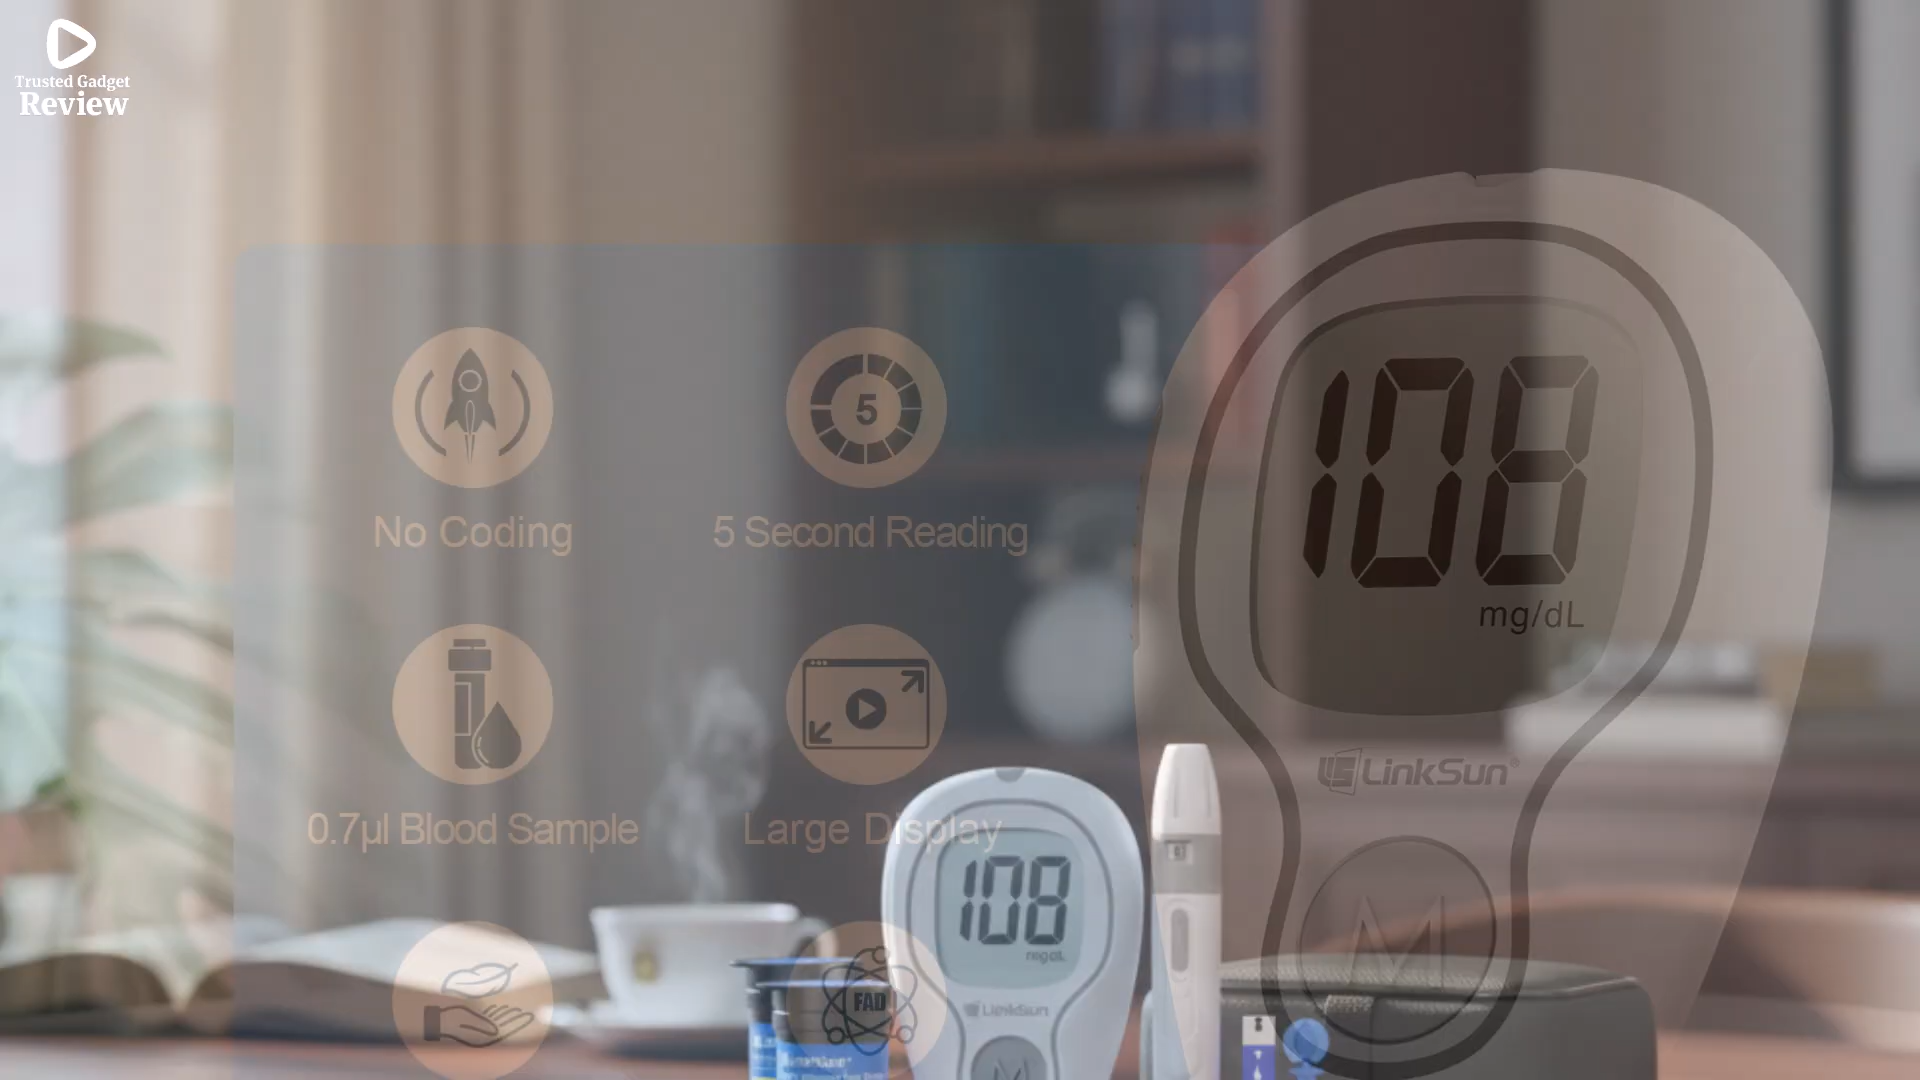 Trusted Gadget
Review
5
No Coding
5 Second Reading
108
mg/dL
LinkSun®
0.7µl Blood Sample
Large Display
108
LinkSun
M
FAD
M